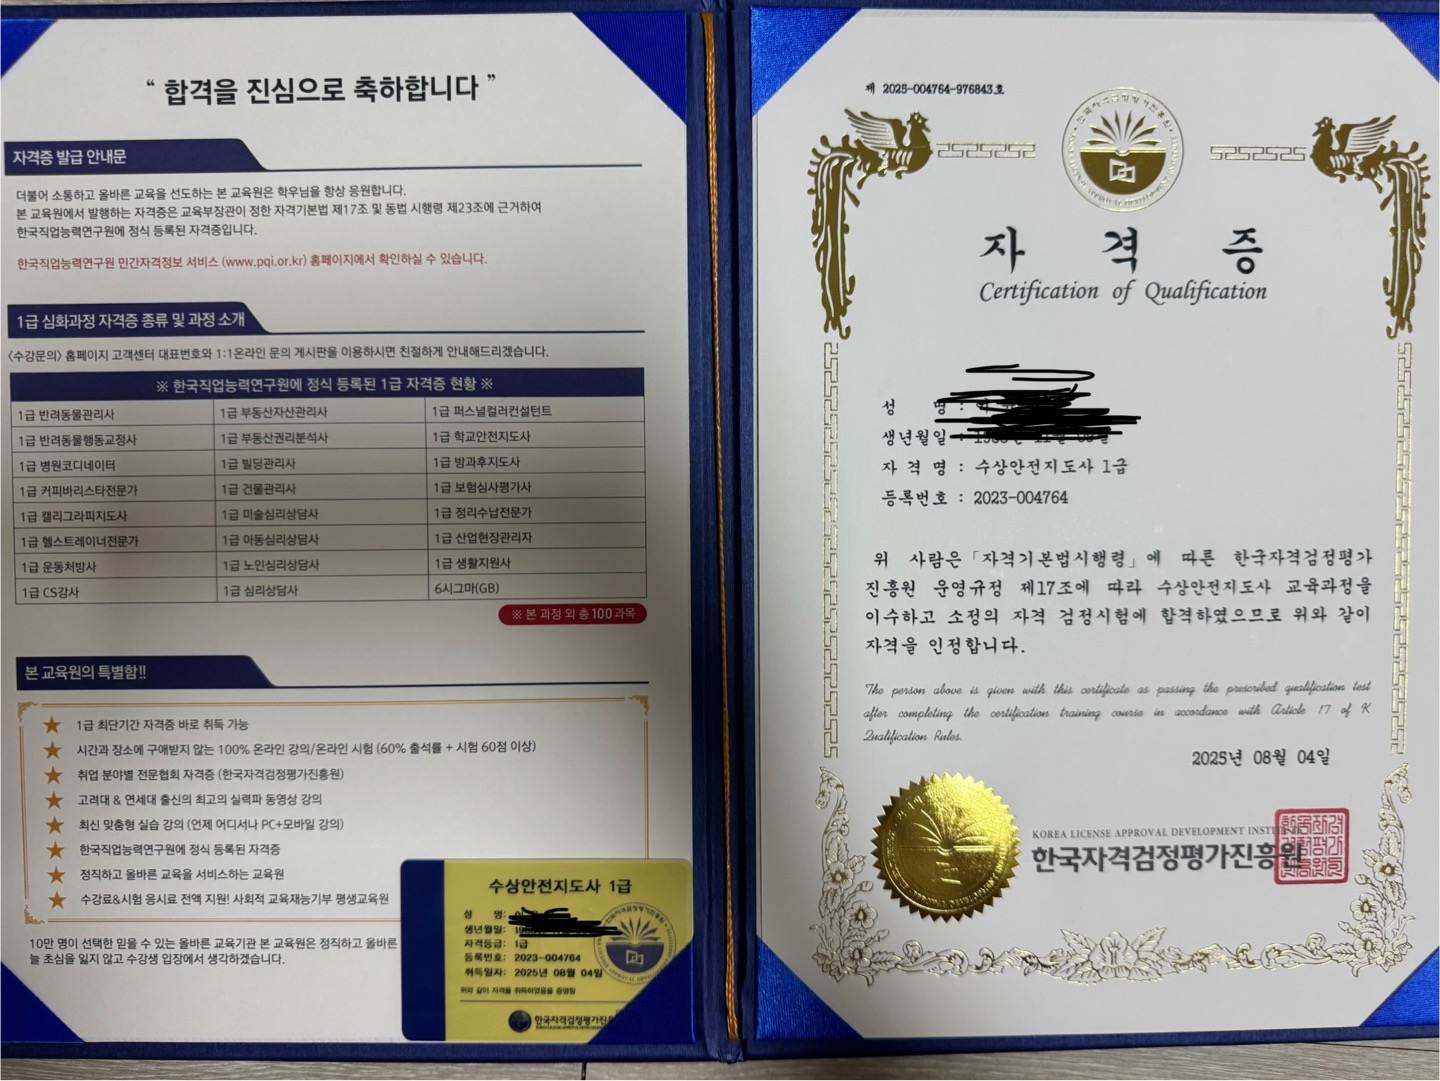 “ 합격을 진심으로 축하합니다 ”
자격증 발급 안내문
더불어 소통하고 올바른 교육을 선도하는 본 교육원은 학우님을 항상 응원합니다.
본 교육원에서 발행하는 자격증은 교육부장관이 정한 자격기본법 제17조 및 동법 시행령 제23조에 근거하여
한국직업능력연구원에 정식 등록된 자격증입니다.
한국직업능력연구원 민간자격정보 서비스 (www.pqi.or.kr) 홈페이지에서 확인하실 수 있습니다.
1급 심화과정 자격증 종류 및 과정 소개
<수강문의> 홈페이지 고객센터 대표번호와 1:1온라인 문의 게시판을 이용하시면 친절하게 안내해드리겠습니다.
※ 한국직업능력연구원에 정식 등록된 1급 자격증 현황 ※
1급 반려동물관리사 1급 부동산자산관리사 1급 퍼스널컬러컨설턴트
1급 반려동물행동교정사 1급 부동산권리분석사 1급 학교안전지도사
1급 병원코디네이터 1급 빌딩관리사 1급 방과후지도사
1급 커피바리스타전문가 1급 건물관리사 1급 보험심사평가사
1급 캘리그라피지도사 1급 미술심리상담사 1급 정리수납전문가
1급 헬스트레이너전문가 1급 아동심리상담사 1급 산업현장관리자
1급 운동처방사 1급 노인심리상담사 1급 생활지원사
1급 CS강사 1급 심리상담사 6시그마(GB)
※ 본 과정 외 총 100과목
본 교육원의 특별함!!
1급 최단기간 자격증 바로 취득 가능
시간과 장소에 구애받지 않는 100% 온라인 강의/온라인 시험 (60% 출석률 + 시험 60점 이상)
취업 분야별 전문협회 자격증 (한국자격검정평가진흥원)
고려대 & 연세대 출신의 최고의 실력파 동영상 강의
최신 맞춤형 실습 강의 (언제 어디서나 PC+모바일 강의)
한국직업능력연구원에 정식 등록된 자격증
정직하고 올바른 교육을 서비스하는 교육원
수강료&시험 응시료 전액 지원! 사회적 교육재능기부 평생교육원
10만 명이 선택한 믿을 수 있는 올바른 교육기관 본 교육원은 정직하고 올바른
늘 초심을 잃지 않고 수강생 입장에서 생각하겠습니다.
수상안전지도사 1급
성 명:
생년월일:
자격등급: 1급
등록번호: 2023-004764
취득일자: 2025년 08월 04일
위와 같이 자격을 취득하였음을 증명함
한국자격검정평가진
제 2025-004764-976843호
자 격 증
Certification of Qualification
성 명 :
생년월일 :
자 격 명 : 수상안전지도사 1급
등록번호 : 2023-004764
위 사람은 「자격기본법시행령」에 따른 한국자격검정평가
진흥원 운영규정 제17조에 따라 수상안전지도사 교육과정을
이수하고 소정의 자격 검정시험에 합격하였으므로 위와 같이
자격을 인정합니다.
The person above is given with this certificate as passing the prescribed qualification test
after completing the certification training course in accordance with Article 17 of K
Qualification Rules.
2025년 08월 04일
KOREA LICENSE APPROVAL DEVELOPMENT
한국자격검정평가진흥원